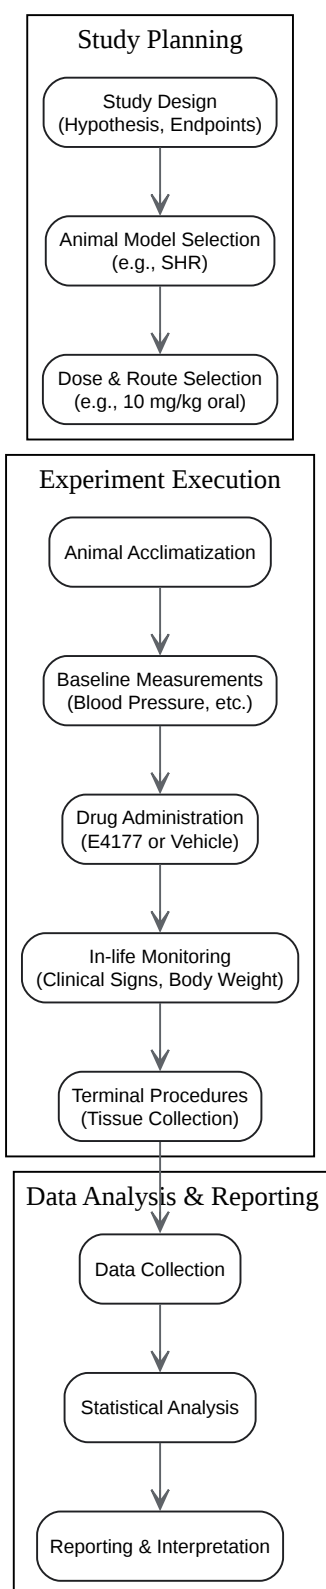 Study Planning
Study Design
(Hypothesis, Endpoints)
Animal Model Selection
(e.g., SHR)
Dose & Route Selection
(e.g., 10 mg/kg oral)
Experiment Execution
Animal Acclimatization
Baseline Measurements
(Blood Pressure, etc.)
Drug Administration
(E4177 or Vehicle)
In-life Monitoring
(Clinical Signs, Body Weight)
Terminal Procedures
(Tissue Collection)
Data Analysis & Reporting
Data Collection
Statistical Analysis
Reporting & Interpretation